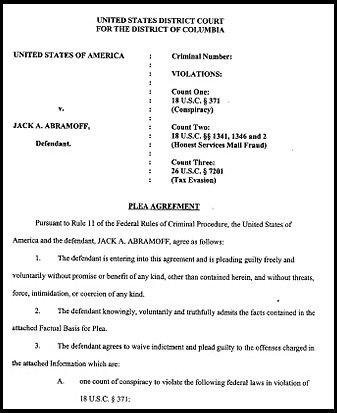 UNITED STATES DISTRICT COURT
FOR THE DISTRICT OF COLUMBIA
UNITED STATES OF AMERICA : Criminal Number:
:
: VIOLATIONS:
:
: Count One:
: 18 U.S.C. § 371
v. : (Conspiracy)
:
JACK A. ABRAMOFF, : Count Two:
: 18 U.S.C. §§ 1341, 1346 and 2
Defendant. : (Honest Services Mail Fraud)
:
: Count Three:
: 26 U.S.C. § 7201
: (Tax Evasion)
PLEA AGREEMENT
Pursuant to Rule 11 of the Federal Rules of Criminal Procedure, the United States of
America and the defendant, JACK A. ABRAMOFF, agree as follows:
1. The defendant is entering into this agreement and is pleading guilty freely and
voluntarily without promise or benefit of any kind, other than contained herein, and without threats,
force, intimidation, or coercion of any kind.
2. The defendant knowingly, voluntarily and truthfully admits the facts contained in the
attached Factual Basis for Plea.
3. The defendant agrees to waive indictment and plead guilty to the offenses charged in
the attached Information which are:
A. one count of conspiracy to violate the following federal laws in violation of
18 U.S.C. § 371: